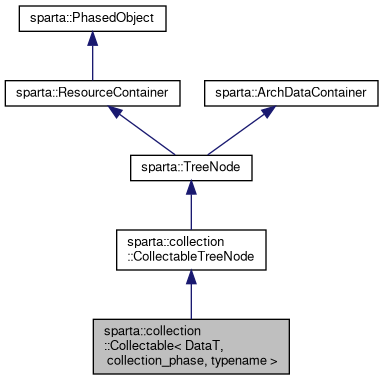 sparta::PhasedObject
sparta::ResourceContainer
sparta::ArchDataContainer
sparta::TreeNode
sparta::collection
::CollectableTreeNode
sparta::collection
::Collectable< DataT,
collection_phase, typename >